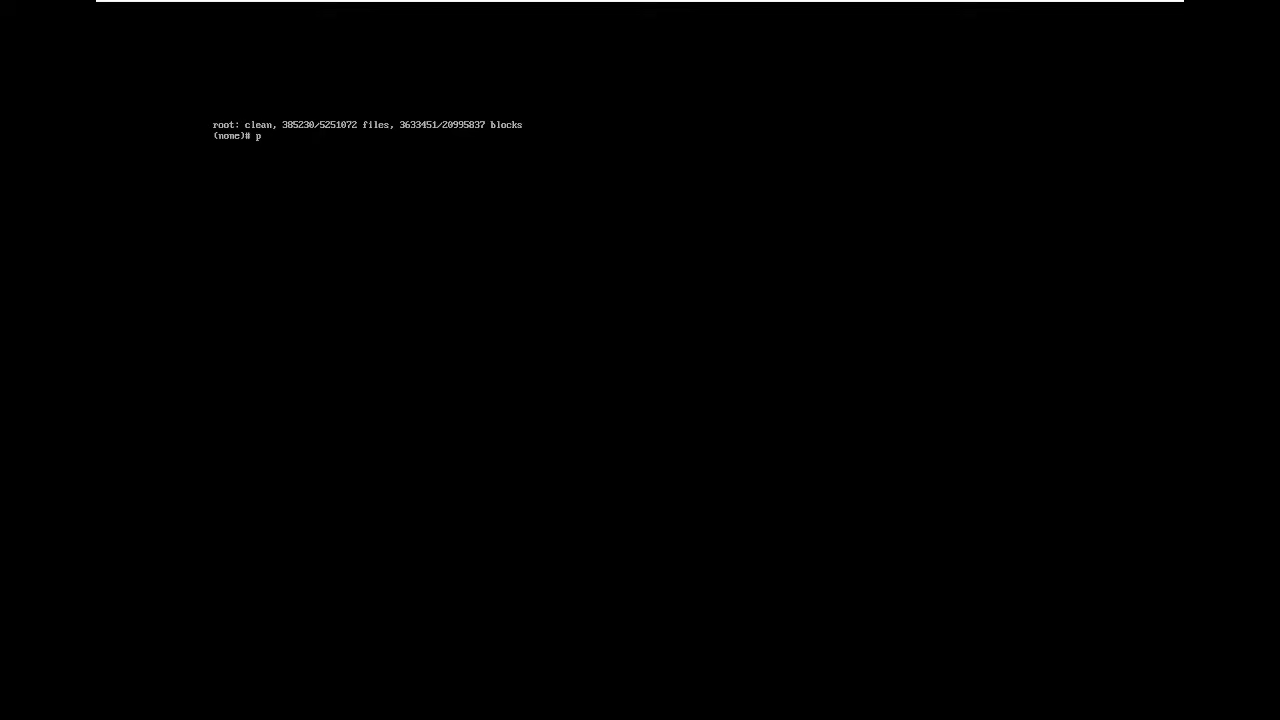 root: clean, 385230/5251072 files, 3633451/20995837 blocks
(none)# p